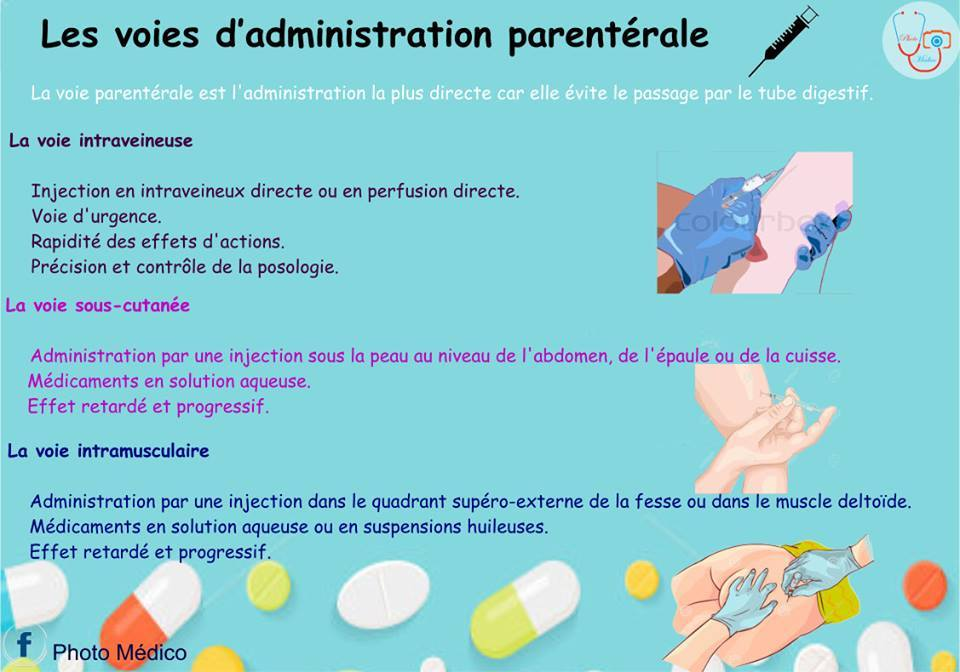 Les voies d'administration parentérale
Photo
Médico
La voie parentérale est l'administration la plus directe car elle évite le passage par le tube digestif.
La voie intraveineuse
Injection en intraveineux directe ou en perfusion directe.
Voie d'urgence.
Rapidité des effets d'actions.
Précision et contrôle de la posologie.
colourbox
La voie sous-cutanée
Administration par une injection sous la peau au niveau de l'abdomen, de l'épaule ou de la cuisse.
Médicaments en solution aqueuse.
Effet retardé et progressif.
La voie intramusculaire
Administration par une injection dans le quadrant supéro-externe de la fesse ou dans le muscle deltoïde.
Médicaments en solution aqueuse ou en suspensions huileuses.
Effet retardé et progressif.
f Photo Médico